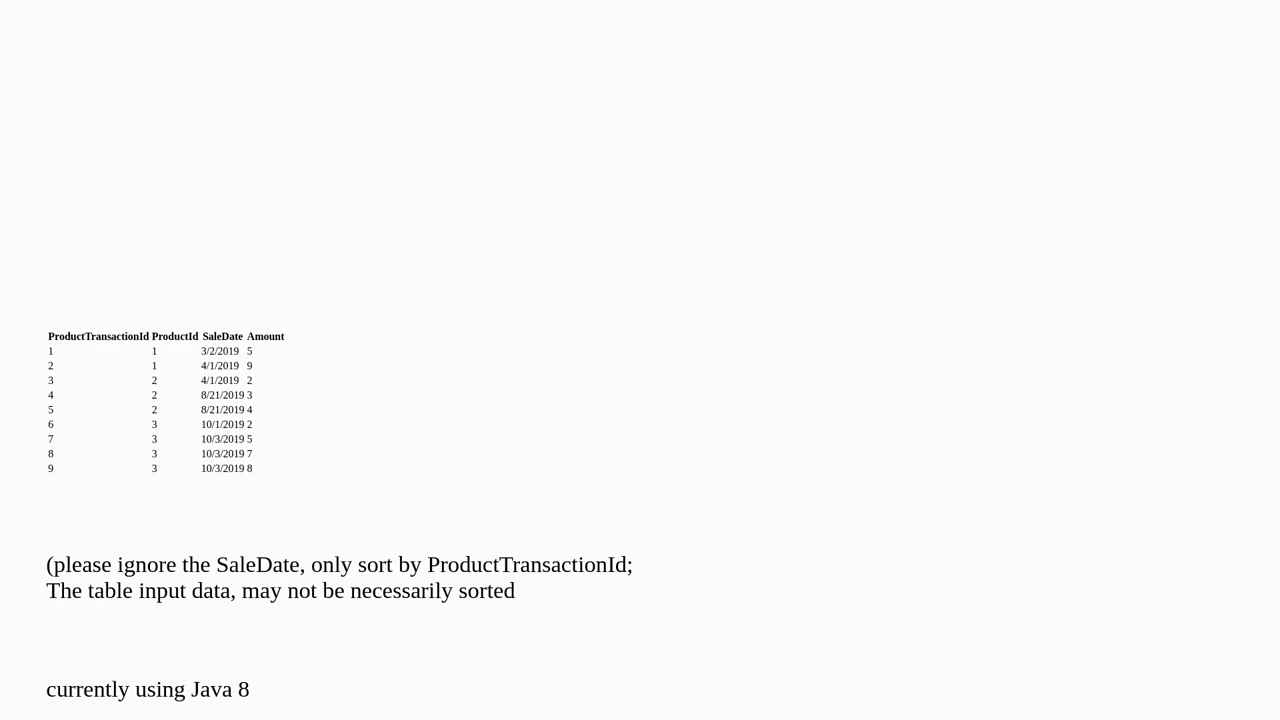 ProductTransactionId ProductId SaleDate Amount
1 1 3/2/2019 5
2 1 4/1/2019 9
3 2 4/1/2019 2
4 2 8/21/2019 3
5 2 8/21/2019 4
6 3 10/1/2019 2
7 3 10/3/2019 5
8 3 10/3/2019 7
9 3 10/3/2019 8
(please ignore the SaleDate, only sort by ProductTransactionId;
The table input data, may not be necessarily sorted
currently using Java 8